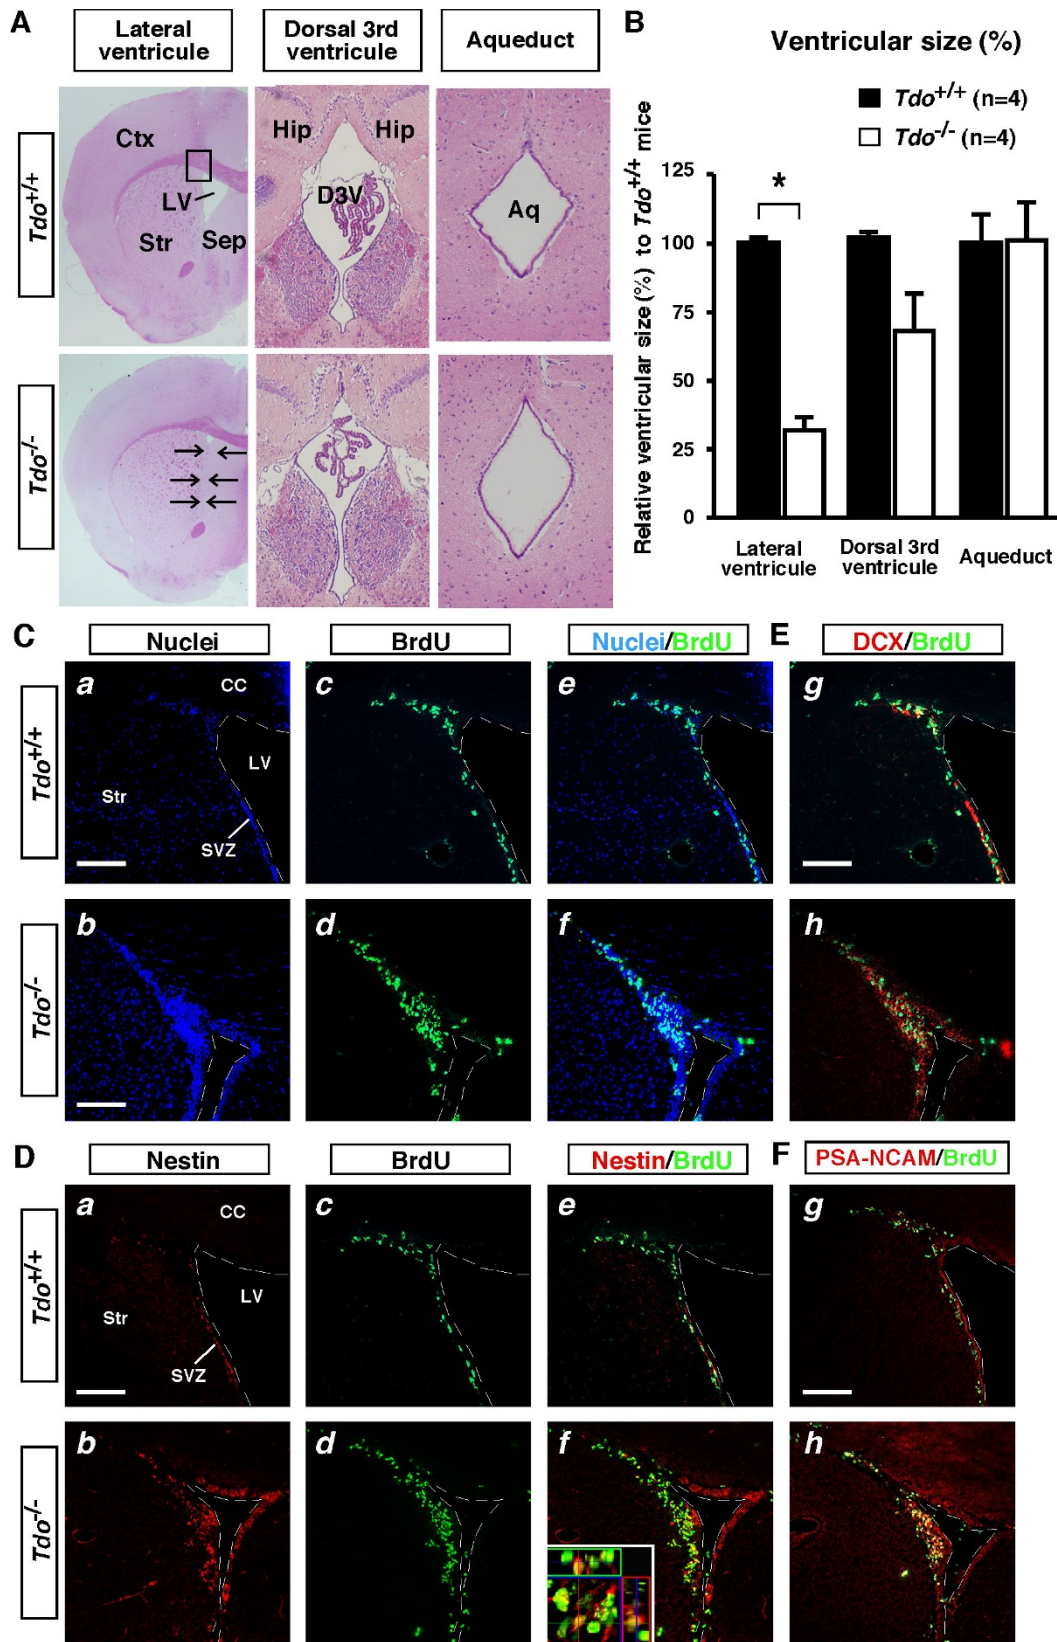 A
Lateral
ventricule
Dorsal 3rd
ventricule
Aqueduct
Tdo+/+
Ctx
LV
Str
Sep
Hip
Hip
D3V
Aq
Tdo-/-
B
Ventricular size (%)
Tdo+/+ (n=4)
Tdo-/- (n=4)
Relative ventricular size (%) to Tdo+/+ mice
125
100
75
50
25
0
*
Lateral
ventricule
Dorsal 3rd
ventricule
Aqueduct
C
Nuclei
BrdU
Nuclei/BrdU
E
DCX/BrdU
Tdo+/+
a
CC
LV
Str
SVZ
c
e
g
Tdo-/-
b
d
f
h
D
Nestin
BrdU
Nestin/BrdU
F
PSA-NCAM/BrdU
Tdo+/+
a
CC
LV
Str
SVZ
c
e
g
Tdo-/-
b
d
f
h